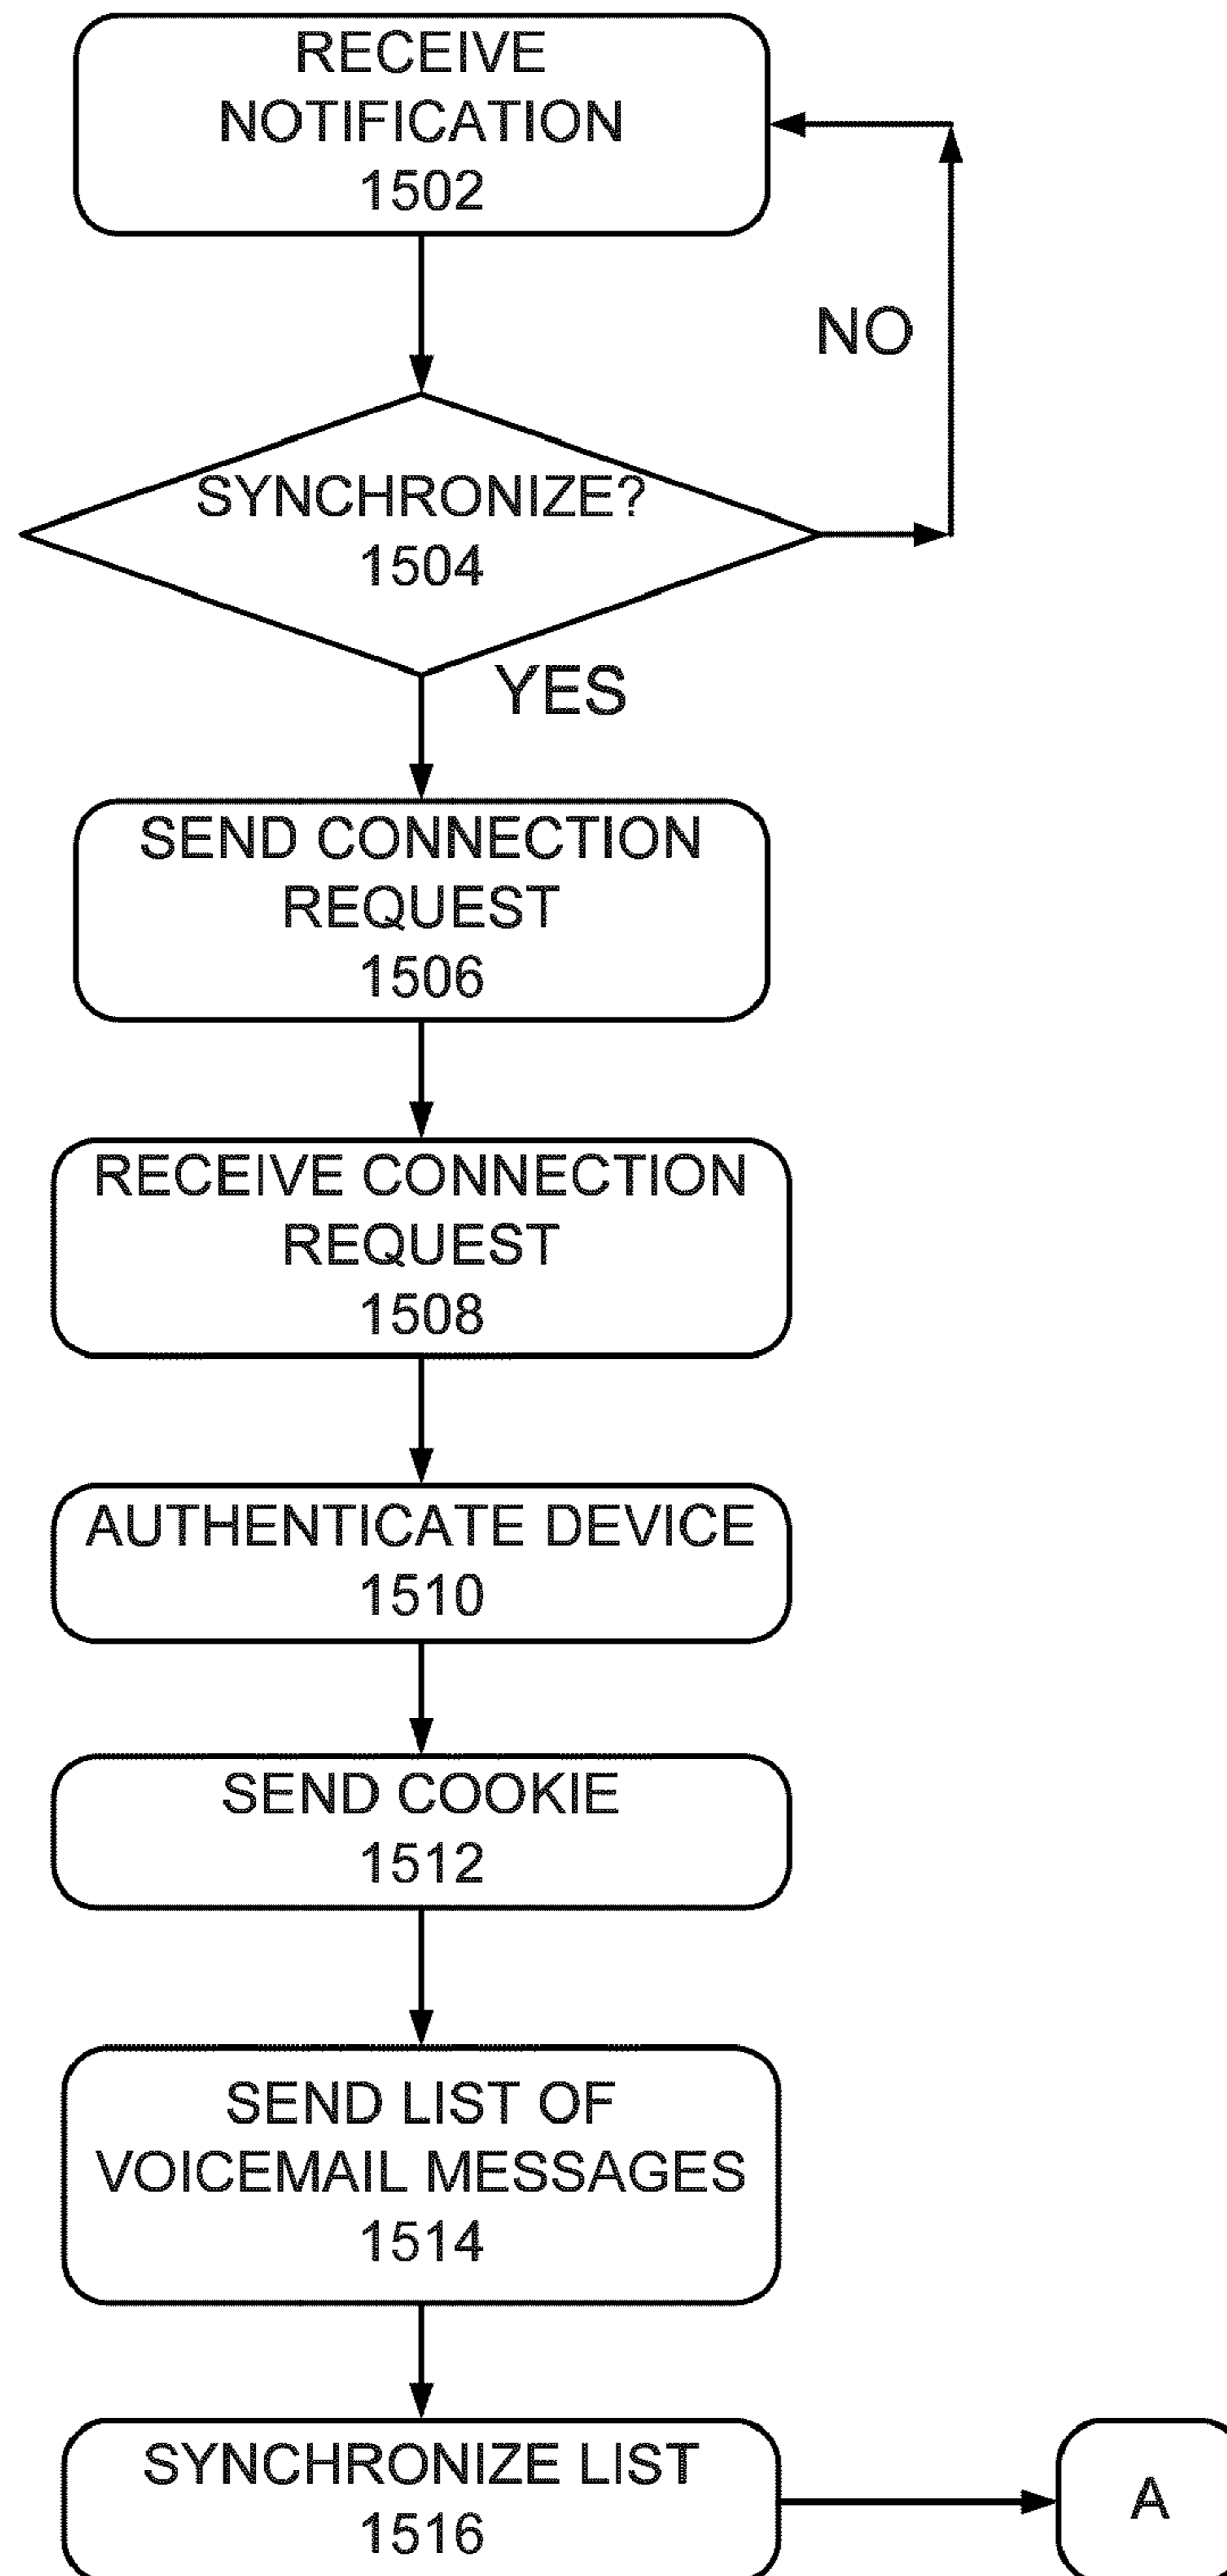 RECEIVE
NOTIFICATION
1502
NO
SYNCHRONIZE?
1504
YES
SEND CONNECTION
REQUEST
1506
RECEIVE CONNECTION
REQUEST
1508
AUTHENTICATE DEVICE
1510
SEND COOKIE
1512
SEND LIST OF
VOICEMAIL MESSAGES
1514
SYNCHRONIZE LIST
1516
A